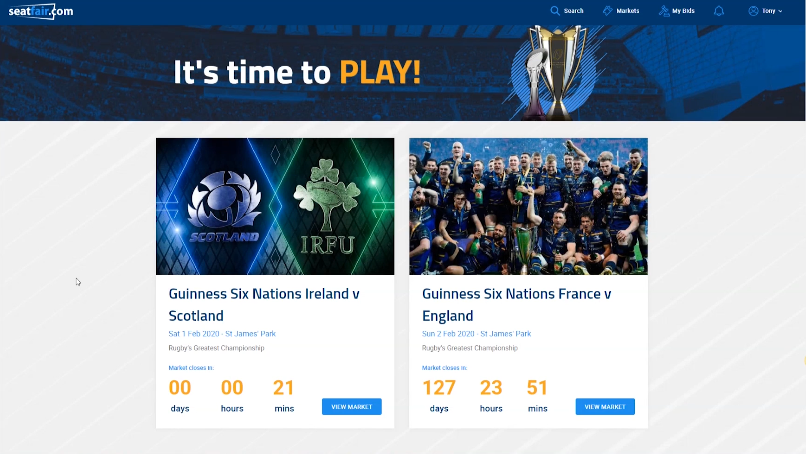 seatfair.com
Search
Markets
My Bids
Tony
It's time to PLAY!
SCOTLAND
IRFU
Guinness Six Nations Ireland v
Scotland
Sat 1 Feb 2020 - St James' Park
Rugby's Greatest Championship
Market closes in:
00 00 21
days hours mins
VIEW MARKET
Guinness Six Nations France v
England
Sun 2 Feb 2020 - St James' Park
Rugby's Greatest Championship
Market closes in:
127 23 51
days hours mins
VIEW MARKET